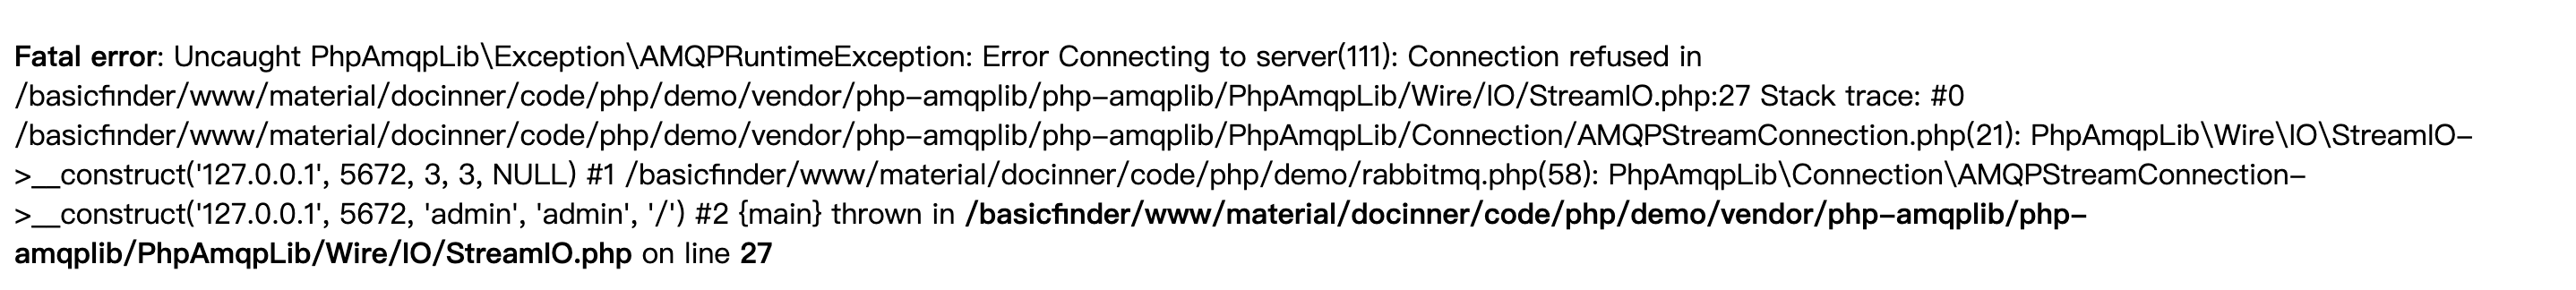 Fatal error: Uncaught PhpAmqpLib\Exception\AMQPRuntimeException: Error Connecting to server(111): Connection refused in
/basicfinder/www/material/docinner/code/php/demo/vendor/php-amqplib/php-amqplib/PhpAmqpLib/Wire/IO/StreamIO.php:27 Stack trace: #0
/basicfinder/www/material/docinner/code/php/demo/vendor/php-amqplib/php-amqplib/PhpAmqpLib/Connection/AMQPStreamConnection.php(21): PhpAmqpLib\Wire\IO\StreamIO-
>__construct('127.0.0.1', 5672, 3, 3, NULL) #1 /basicfinder/www/material/docinner/code/php/demo/rabbitmq.php(58): PhpAmqpLib\Connection\AMQPStreamConnection-
>__construct('127.0.0.1', 5672, 'admin', 'admin', '/') #2 {main} thrown in /basicfinder/www/material/docinner/code/php/demo/vendor/php-amqplib/php-
amqplib/PhpAmqpLib/Wire/IO/StreamIO.php on line 27